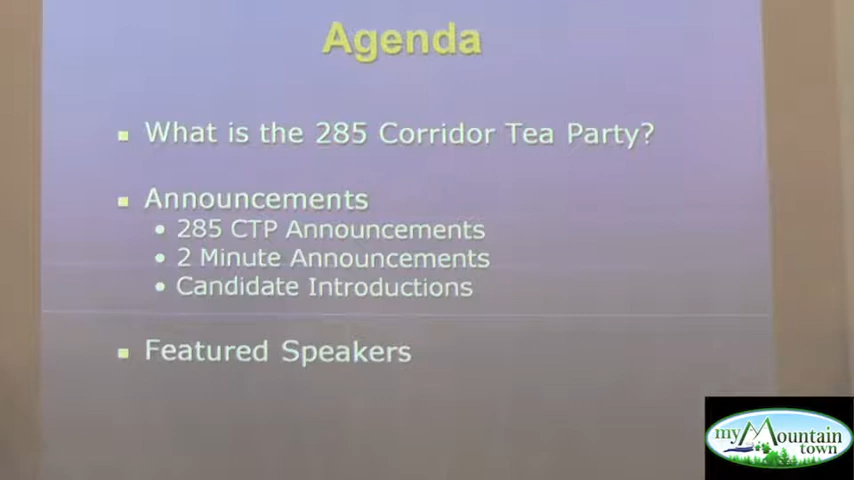 Agenda
What is the 285 Corridor Tea Party?
Announcements
285 CTP Announcements
2 Minute Announcements
Candidate Introductions
Featured Speakers
my Mountain
town